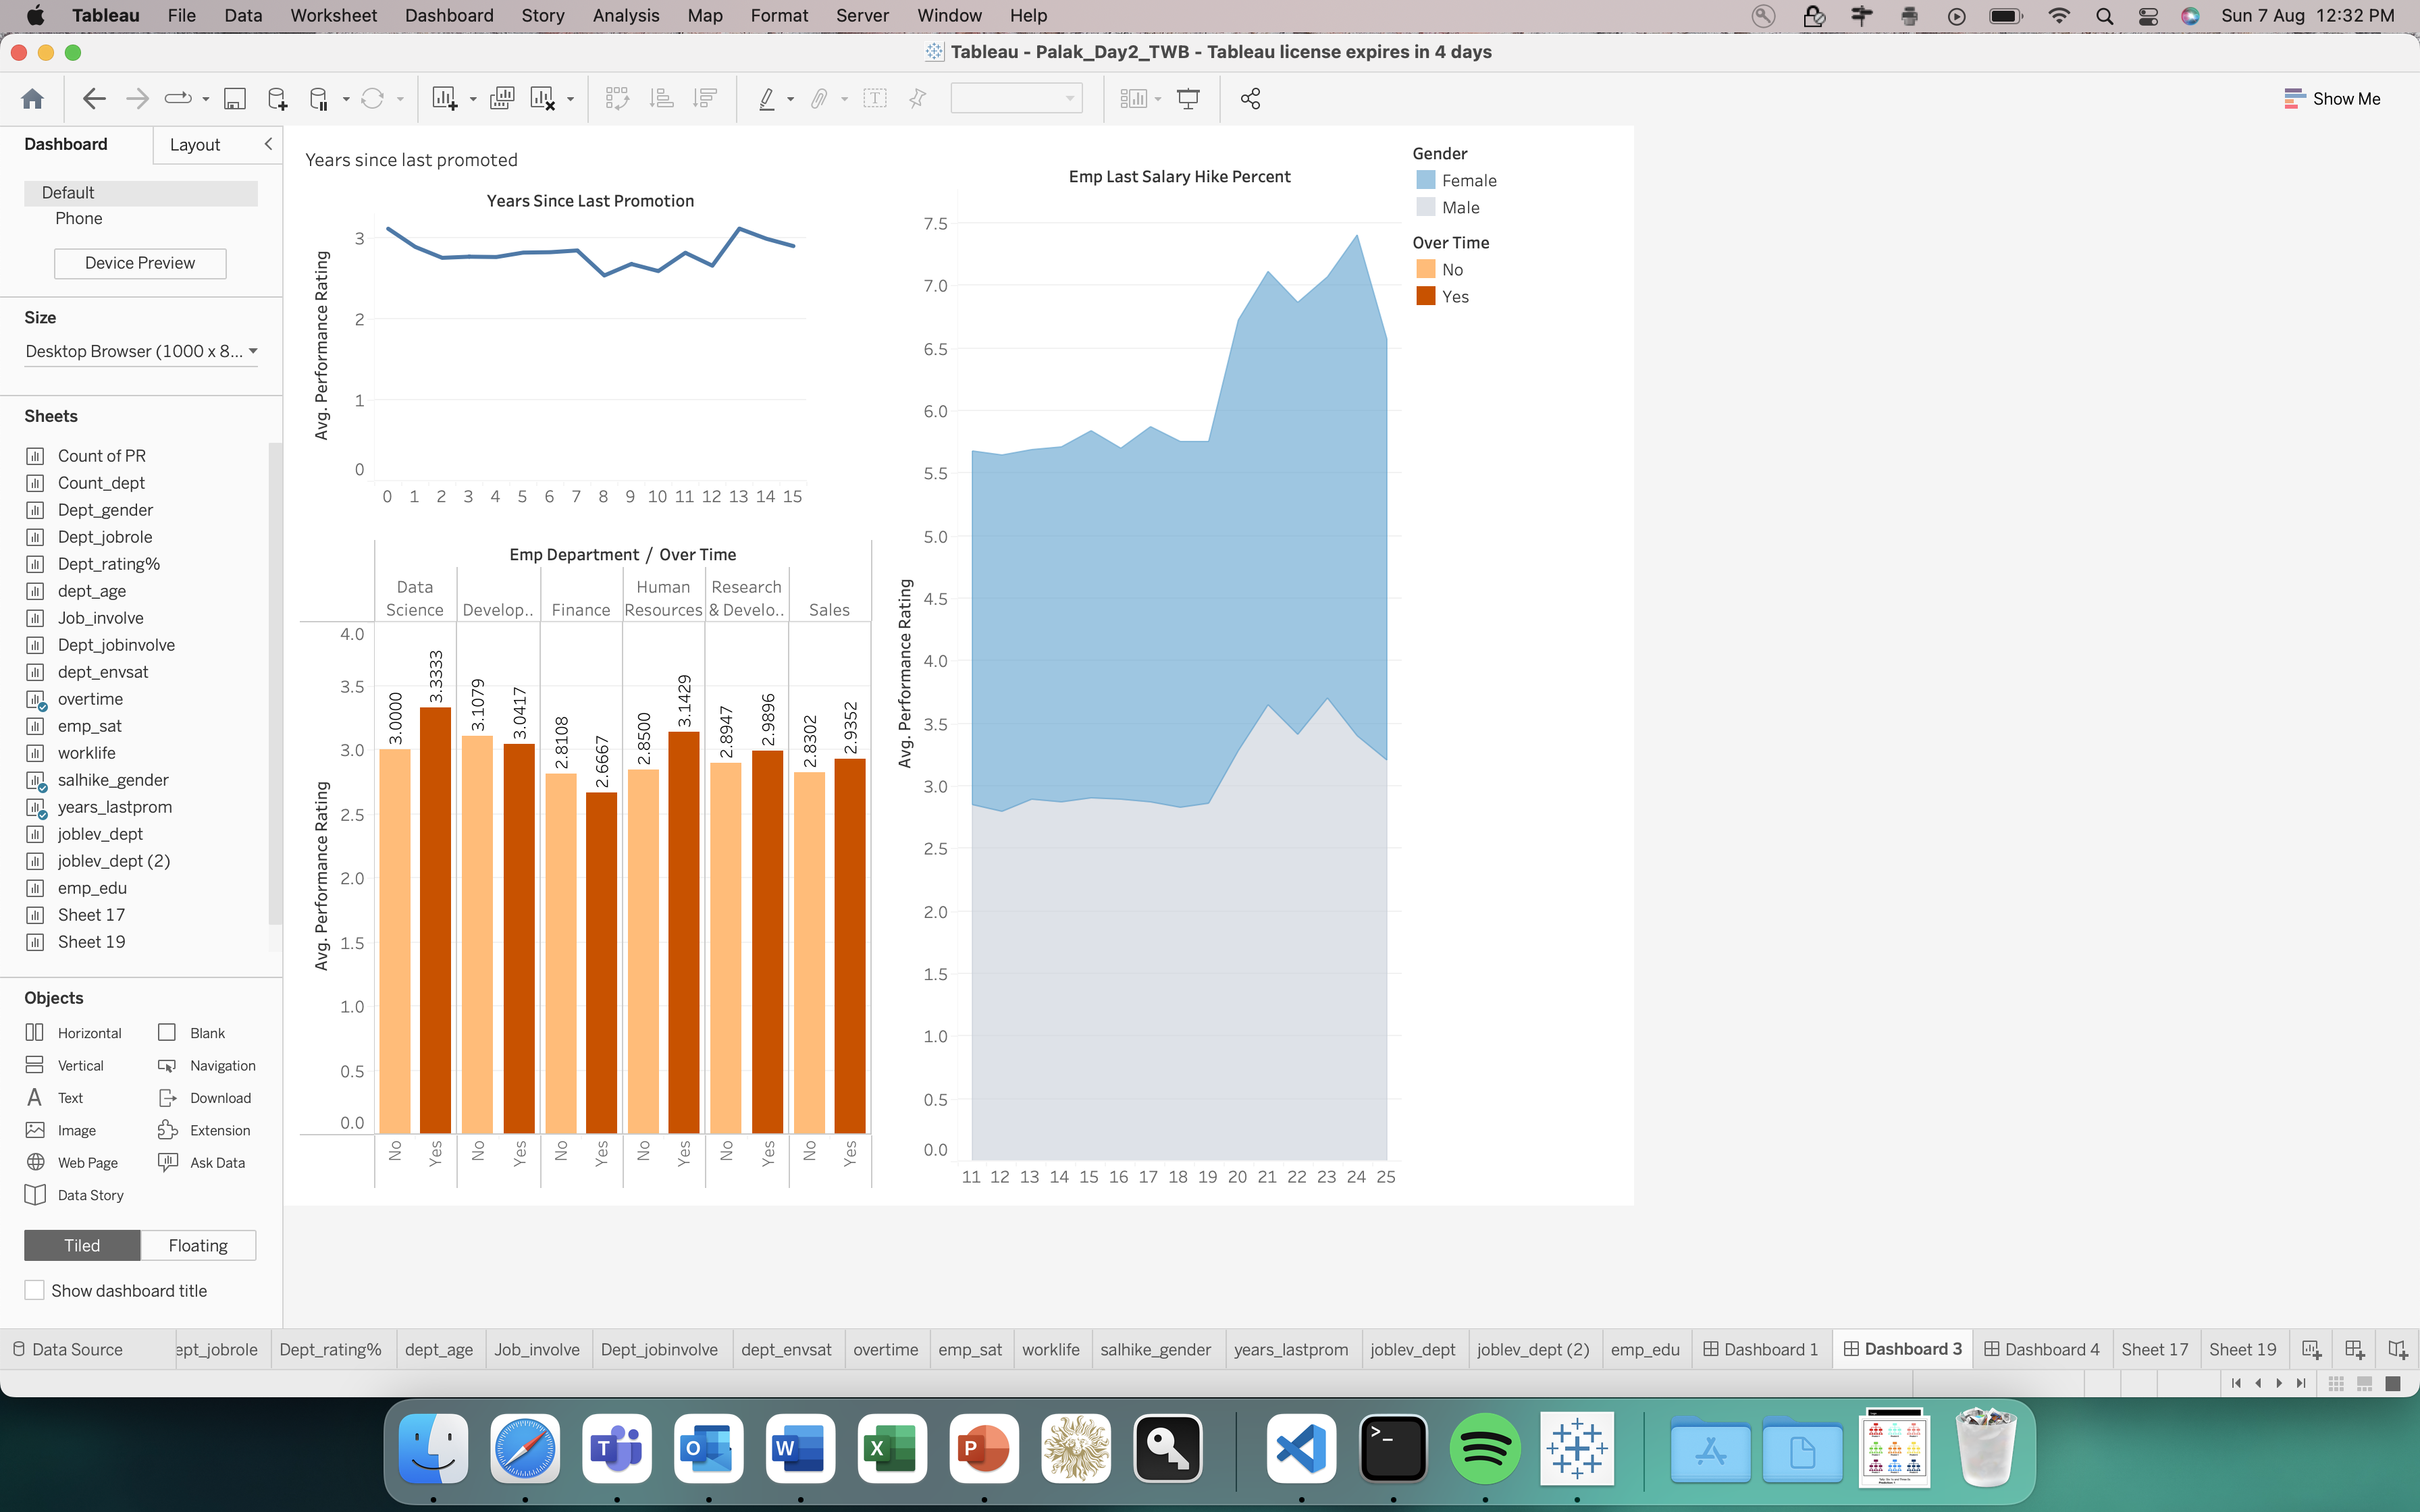 Tableau File Data Worksheet Dashboard Story Analysis Map Format Server Window Help Sun 7 Aug 12:32 PM
Tableau - Palak_Day2_TWB - Tableau license expires in 4 days
Show Me
Dashboard Layout
Default
Phone
Device Preview
Size
Desktop Browser (1000 x 8...
Sheets
Count of PR
Count_dept
Dept_gender
Dept_jobrole
Dept_rating%
dept_age
Job_involve
Dept_jobinvolve
dept_envsat
overtime
emp_sat
worklife
salhike_gender
years_lastprom
joblev_dept
joblev_dept (2)
emp_edu
Sheet 17
Sheet 19
Objects
Horizontal Blank
Vertical Navigation
Text Download
Image Extension
Web Page Ask Data
Data Story
Tiled Floating
Show dashboard title
Years since last promoted
Years Since Last Promotion
Avg. Performance Rating
3
2
1
0
0 1 2 3 4 5 6 7 8 9 10 11 12 13 14 15
Emp Department / Over Time
Data Science
Develop..
Finance
Human Resources
Research & Develo..
Sales
Avg. Performance Rating
4.0
3.5
3.0
2.5
2.0
1.5
1.0
0.5
0.0
3.0000 3.3333 3.1079 3.0417 2.8108 2.6667 2.8500 3.1429 2.8947 2.9896 2.8302 2.9352
No Yes No Yes No Yes No Yes No Yes No Yes
Emp Last Salary Hike Percent
Avg. Performance Rating
7.5
7.0
6.5
6.0
5.5
5.0
4.5
4.0
3.5
3.0
2.5
2.0
1.5
1.0
0.5
0.0
11 12 13 14 15 16 17 18 19 20 21 22 23 24 25
Gender
Female
Male
Over Time
No
Yes
Data Source ept_jobrole Dept_rating% dept_age Job_involve Dept_jobinvolve dept_envsat overtime emp_sat worklife salhike_gender years_lastprom joblev_dept joblev_dept (2) emp_edu Dashboard 1 Dashboard 3 Dashboard 4 Sheet 17 Sheet 19
T O W X P >_